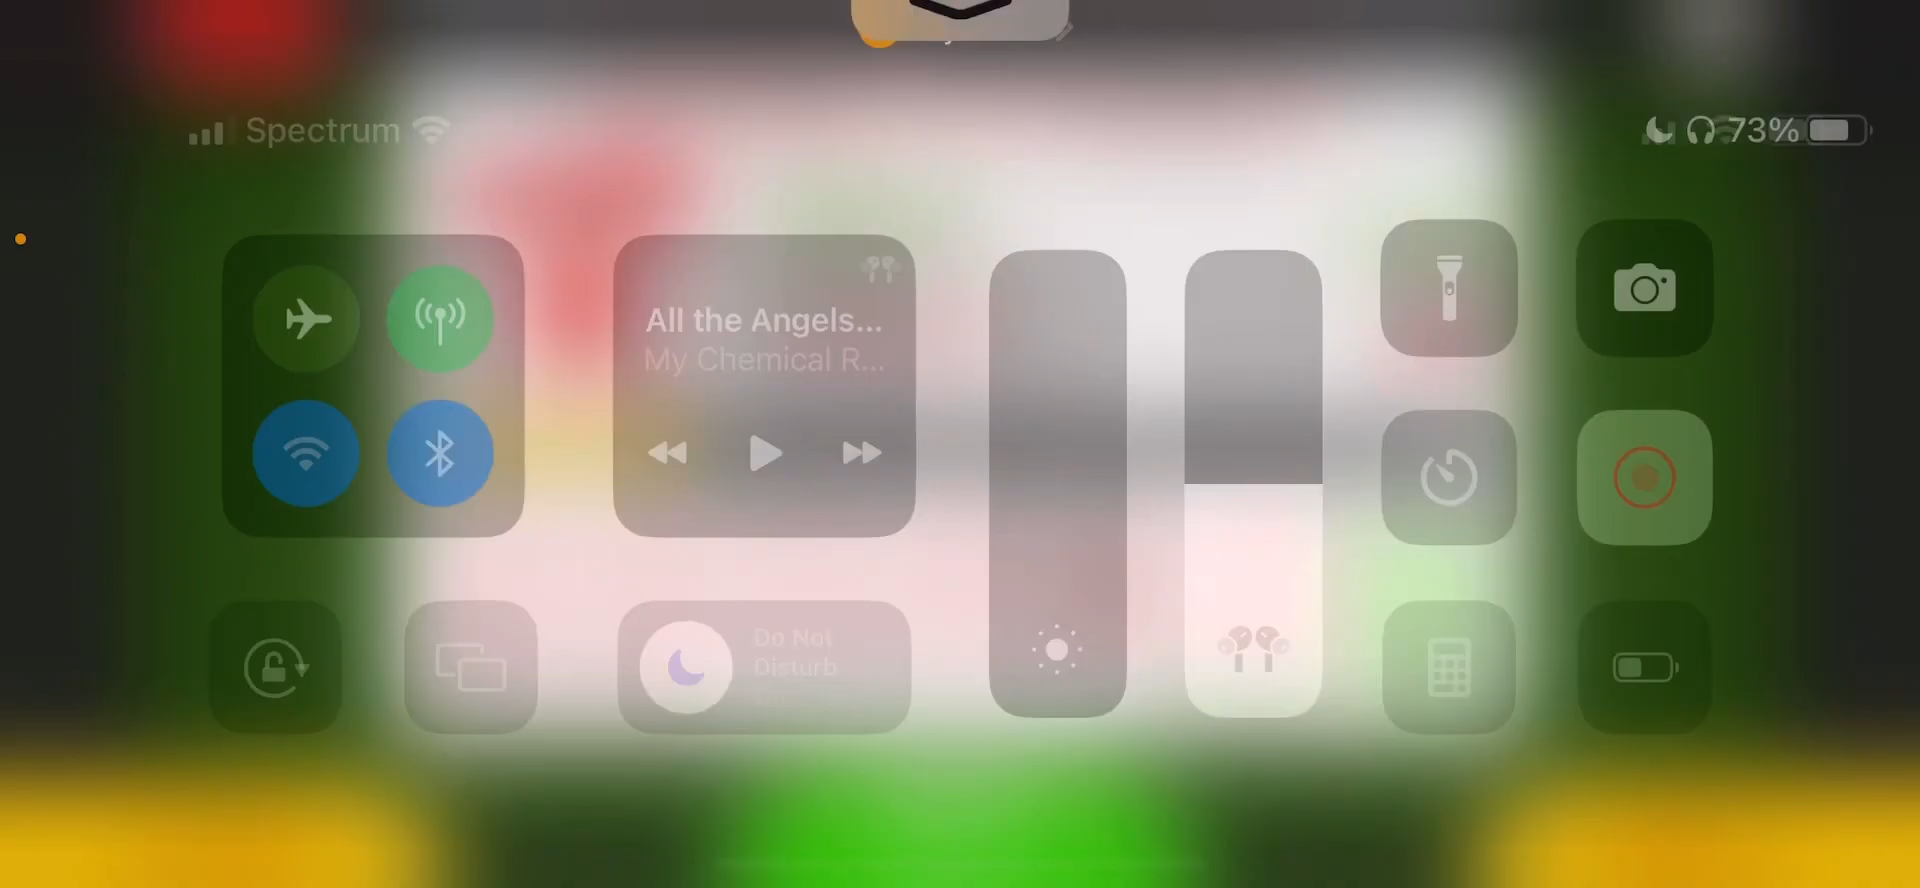 Spectrum
73%
All the Angels...
My Chemical R...
Do Not
Disturb